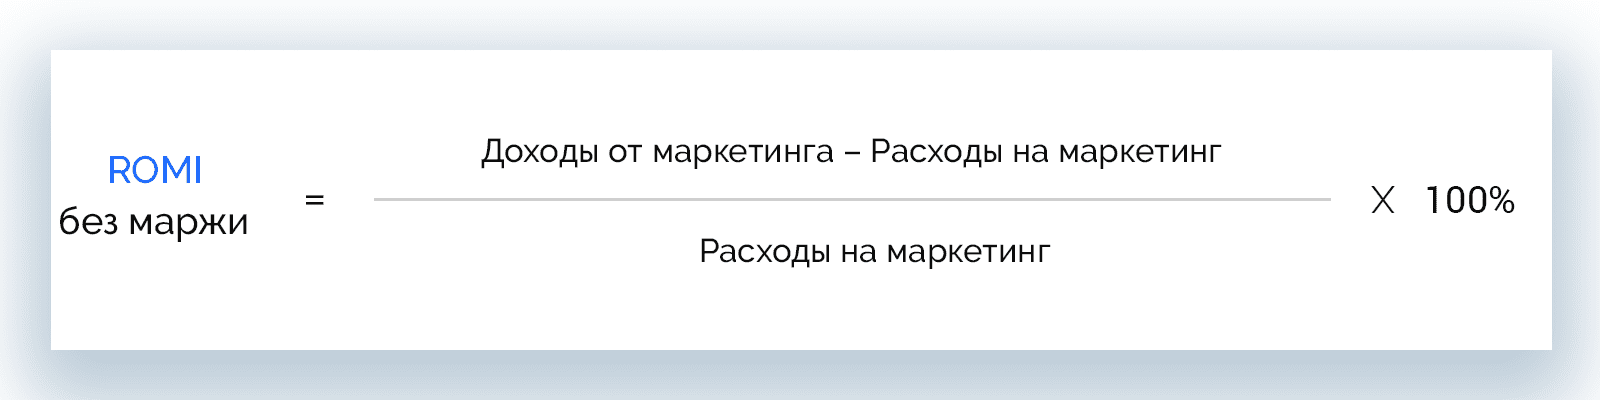 ROMI
без маржи
=
Доходы от маркетинга – Расходы на маркетинг
Расходы на маркетинг
X 100%